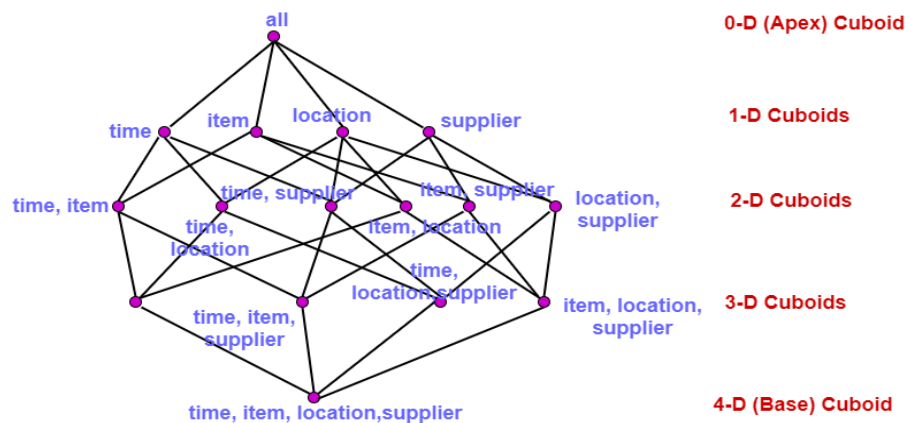 all
0-D (Apex) Cuboid
time
item
location
supplier
1-D Cuboids
time, item
time, supplier
item, supplier
time,
location
item, location
location,
supplier
2-D Cuboids
time,
location,supplier
time, item,
supplier
item, location,
supplier
3-D Cuboids
time, item, location,supplier
4-D (Base) Cuboid